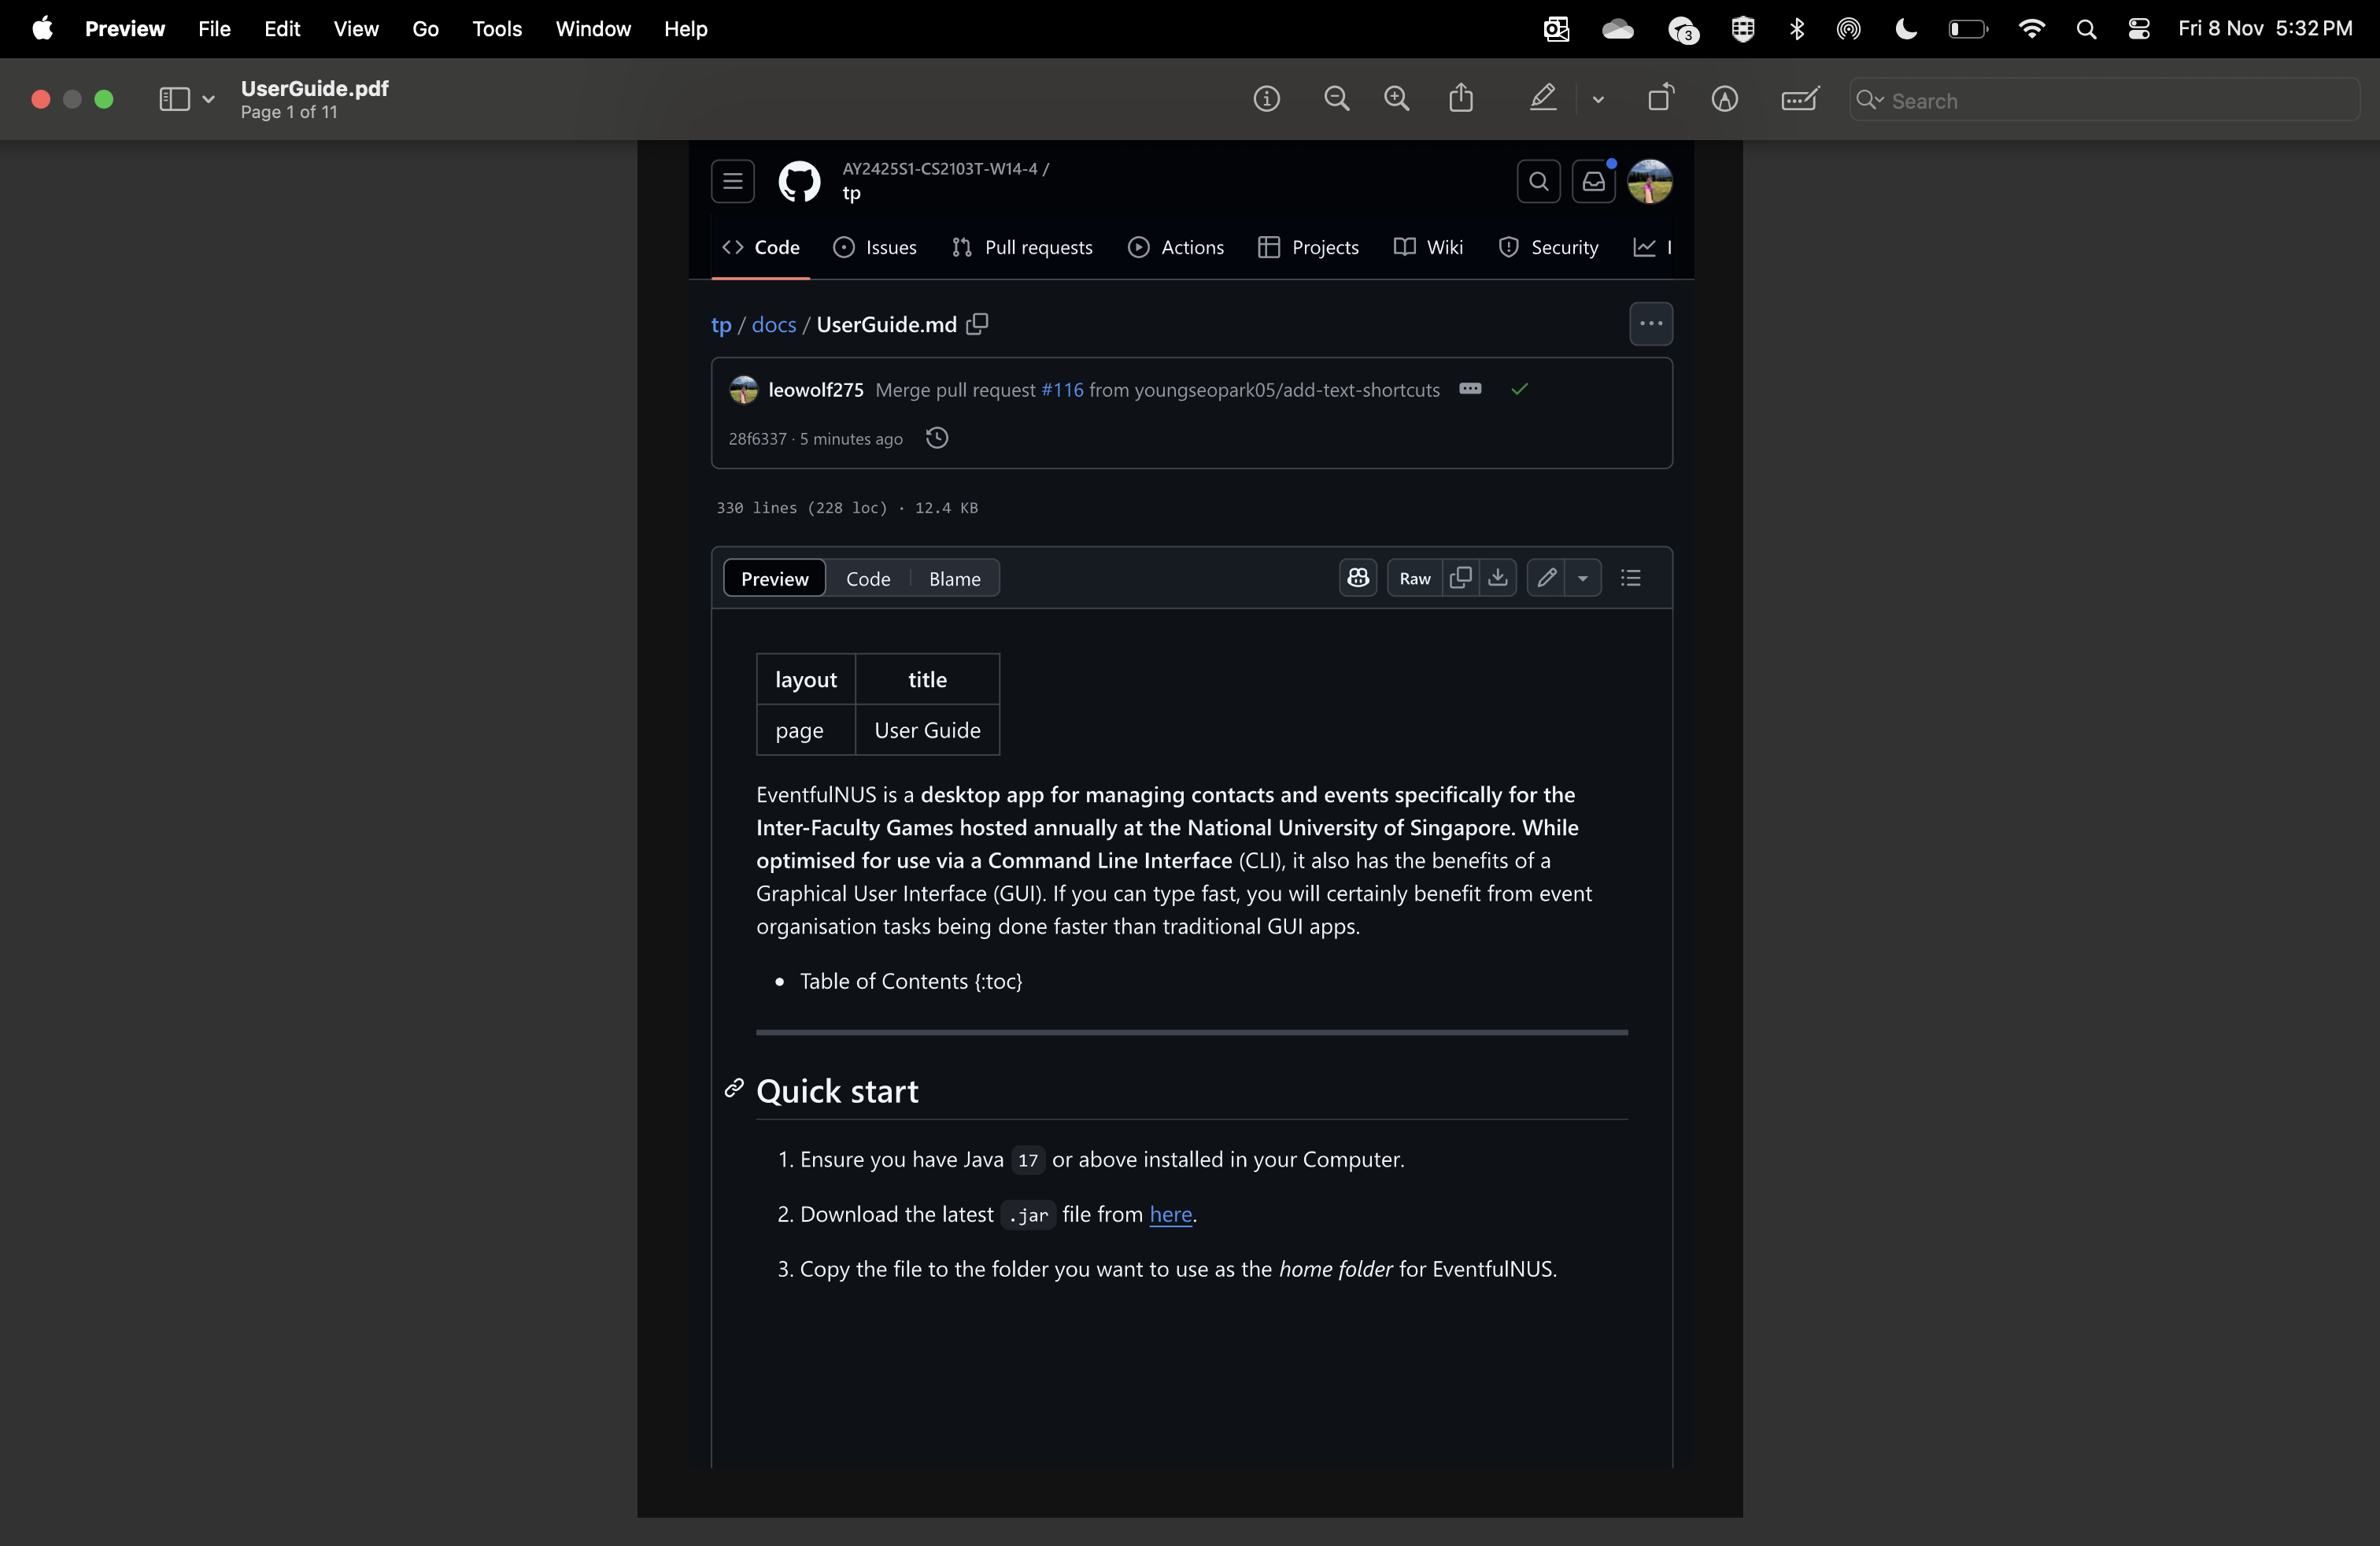 Preview File Edit View Go Tools Window Help 3 Fri 8 Nov 5:32 PM
UserGuide.pdf
Page 1 of 11
Search
AY2425S1-CS2103T-W14-4 /
tp
Code Issues Pull requests Actions Projects Wiki Security
tp / docs / UserGuide.md
leowolf275 Merge pull request #116 from youngseopark05/add-text-shortcuts
28f6337 · 5 minutes ago
330 lines (228 loc) · 12.4 KB
Preview Code Blame Raw
layout title
page User Guide
EventfulNUS is a desktop app for managing contacts and events specifically for the
Inter-Faculty Games hosted annually at the National University of Singapore. While
optimised for use via a Command Line Interface (CLI), it also has the benefits of a
Graphical User Interface (GUI). If you can type fast, you will certainly benefit from event
organisation tasks being done faster than traditional GUI apps.
• Table of Contents {:toc}
Quick start
1. Ensure you have Java 17 or above installed in your Computer.
2. Download the latest .jar file from here.
3. Copy the file to the folder you want to use as the home folder for EventfulNUS.